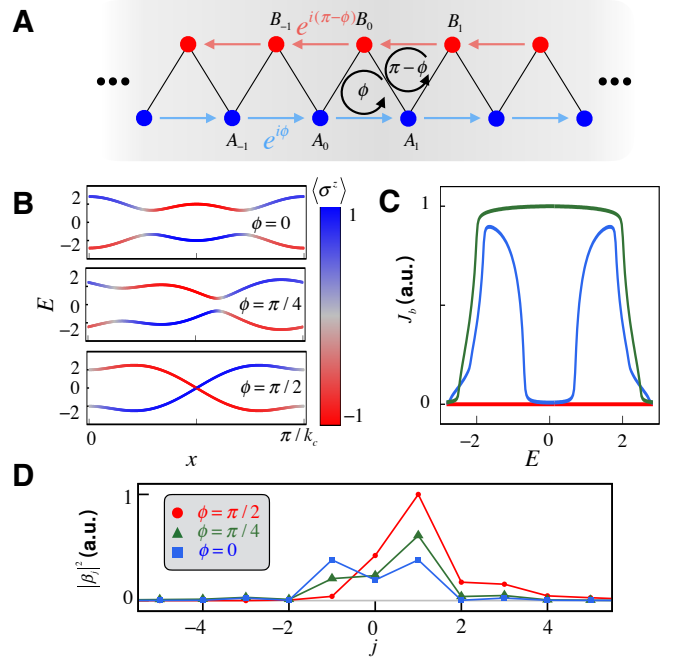 A
B₋₁ e^{i(π−ϕ)} B₀ B₁
π−ϕ
ϕ
A₋₁ e^{iϕ} A₀ A₁
B
⟨σᶻ⟩
C
2
0
−2
ϕ=0
2
0
−2
ϕ=π/4
2
0
−2
ϕ=π/2
E
0 π/k_c
x
1
−1
1
0
J_b (a.u.)
−2 0 2
E
D
1
0
|β_j|² (a.u.)
ϕ=π/2
ϕ=π/4
ϕ=0
−4 −2 0 2 4
j